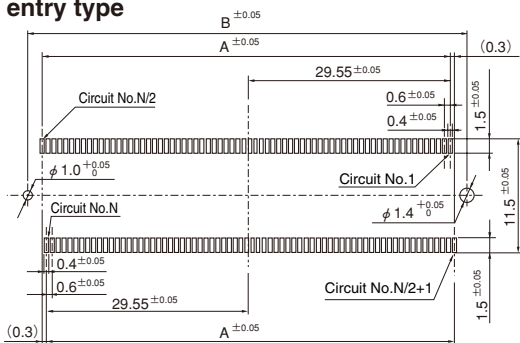 entry type
B ±0.05
A ±0.05
(0.3)
29.55 ±0.05
0.6 ±0.05
0.4 ±0.05
1.5 ±0.05
Circuit No.N/2
φ1.0 +0.05 0
Circuit No.1
Circuit No.N
φ1.4 +0.05 0
11.5 ±0.05
0.4 ±0.05
0.6 ±0.05
29.55 ±0.05
Circuit No.N/2+1
1.5 ±0.05
(0.3)
A ±0.05